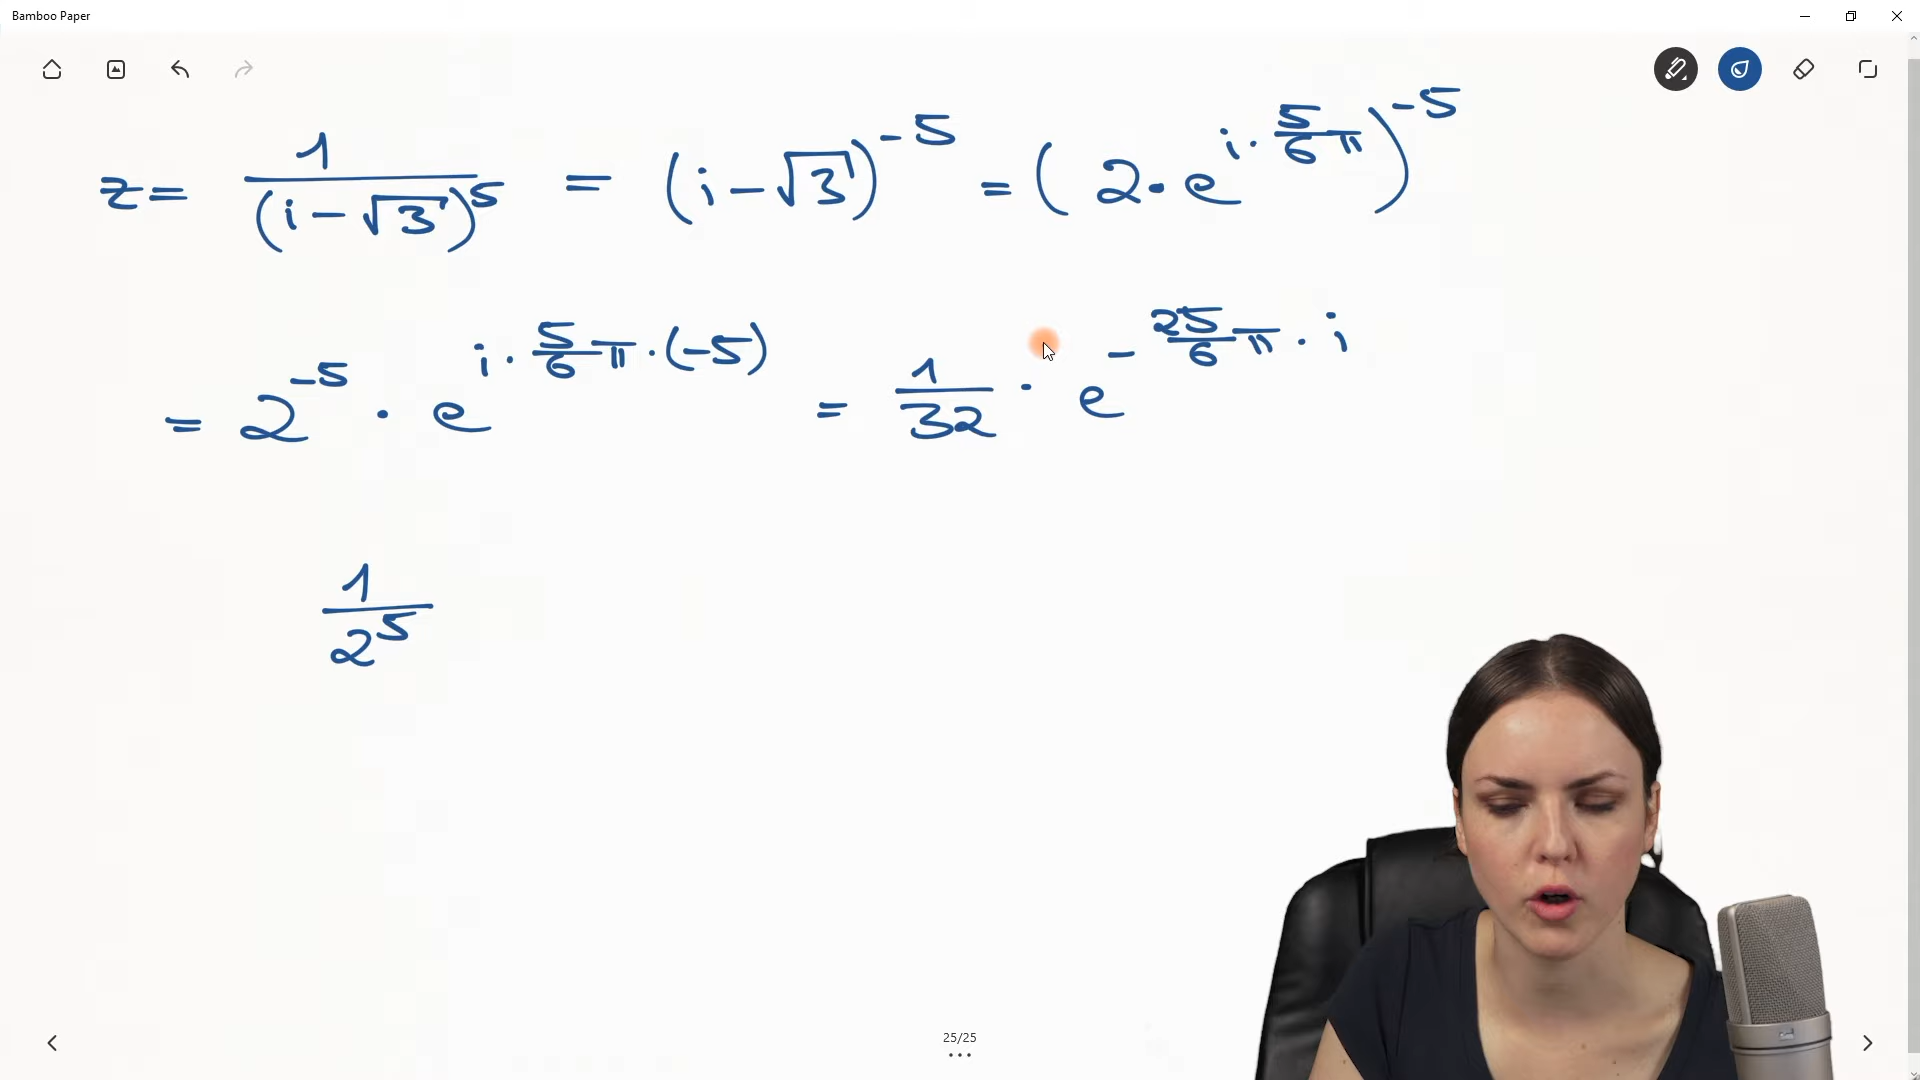 Bamboo Paper
z = 1/(i - √3)^5 = (i - √3)^-5 = (2 · e^(i · 5/6 π))^-5
= 2^-5 · e^(i · 5/6 π · (-5)) = 1/32 · e^(- 25/6 π · i)
1/2^5
25/25